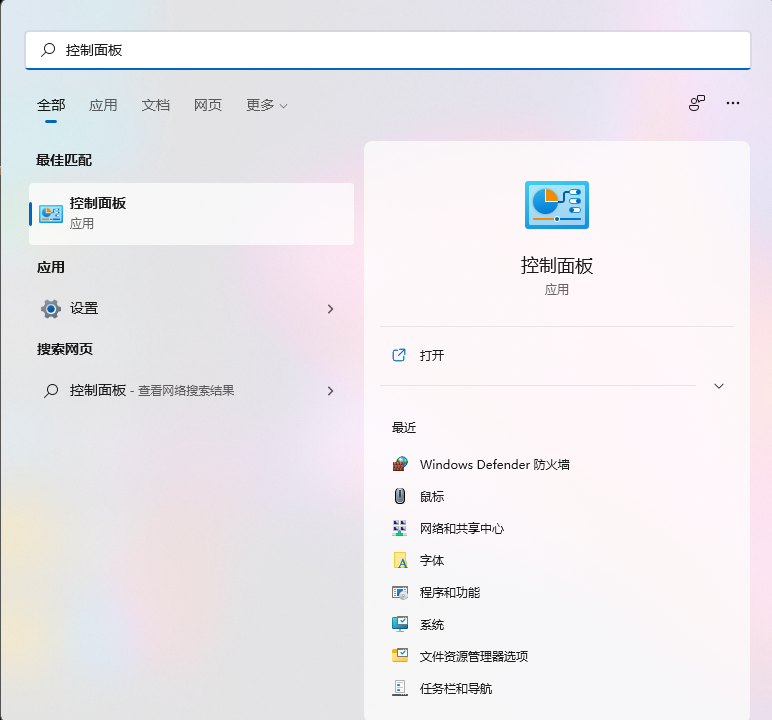 控制面板
全部 应用 文档 网页 更多
最佳匹配
控制面板
应用
应用
设置
搜索网页
控制面板 - 查看网络搜索结果
控制面板
应用
打开
最近
Windows Defender 防火墙
鼠标
网络和共享中心
字体
程序和功能
系统
文件资源管理器选项
任务栏和导航